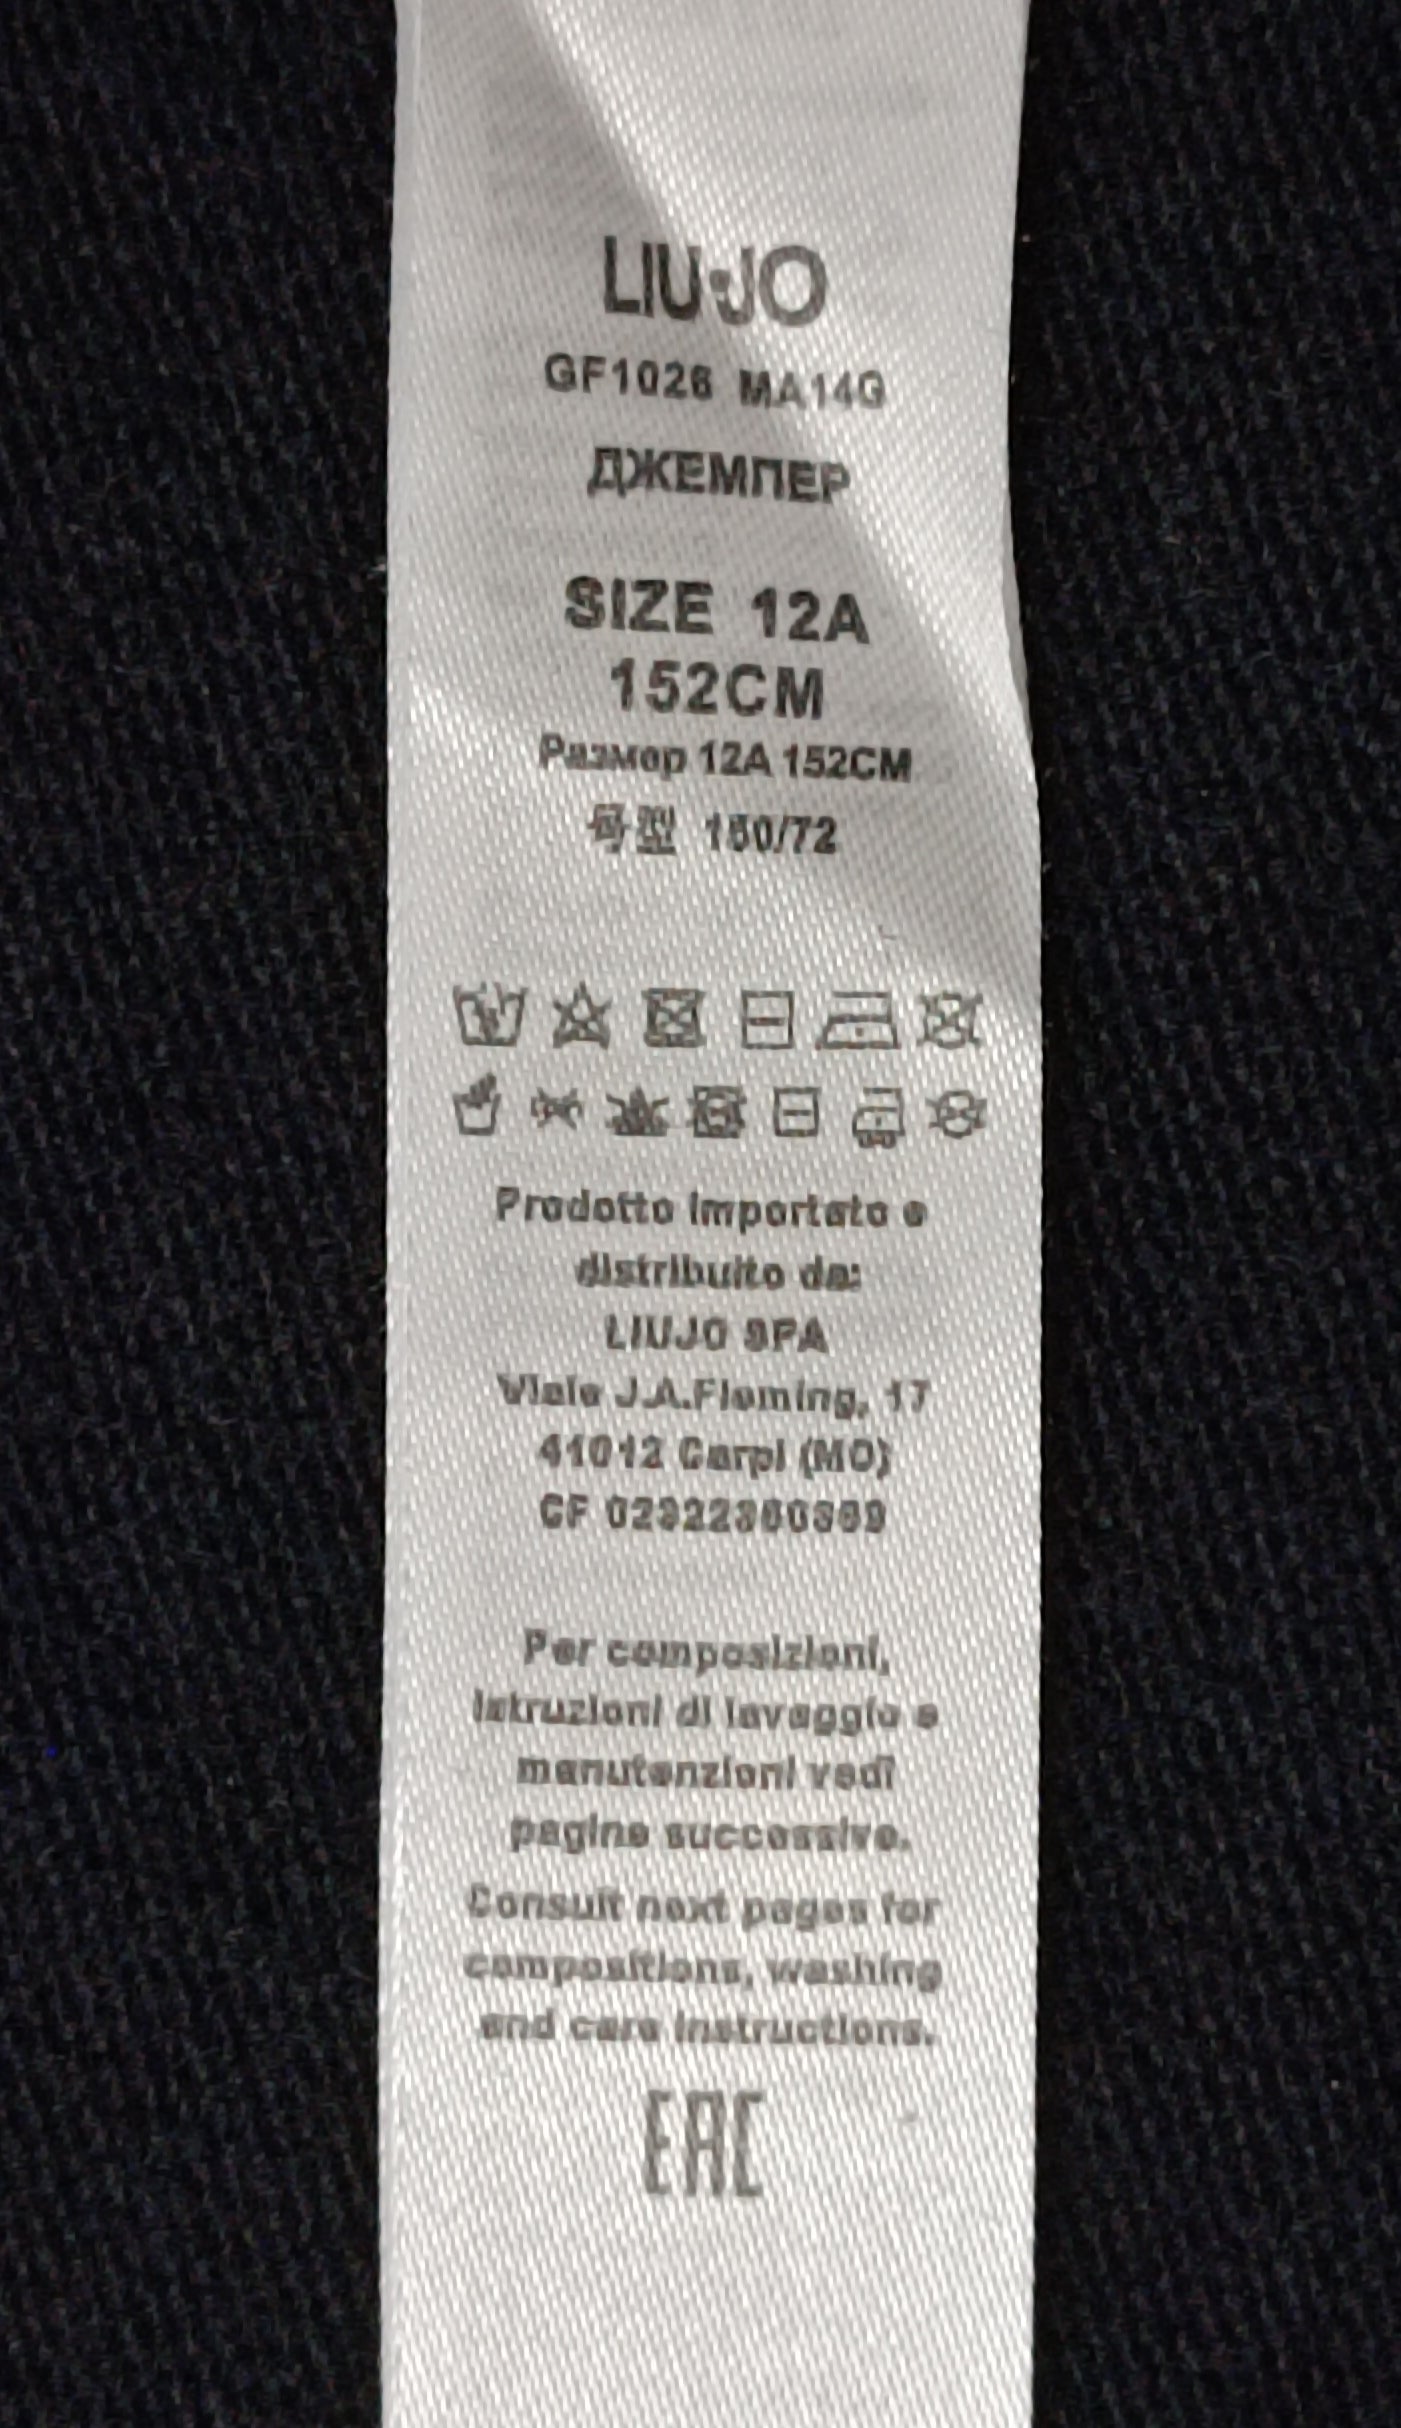 LIU·JO
GF1026 MA14G
ДЖЕМПЕР
SIZE 12A
152CM
Размер 12A 152CM
号型 150/72
Prodotto importato e
distribuito da:
LIUJO SPA
Viale J.A.Fleming, 17
41012 Carpi (MO)
CF
Per composizioni,
istruzioni di lavaggio e
manutenzioni vedi
pagine successive.
Consult next pages for
compositions, washing
and care instructions.
EAC